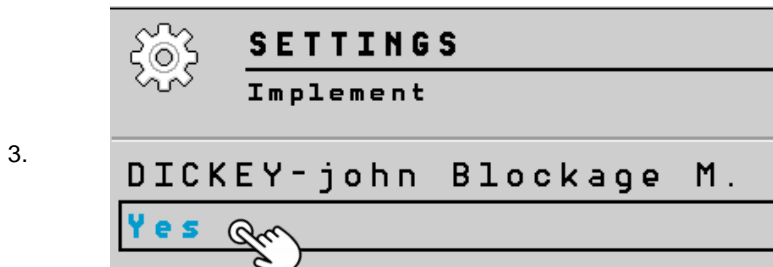 SETTINGS
Implement
3.
DICKEY-john Blockage M.
Yes